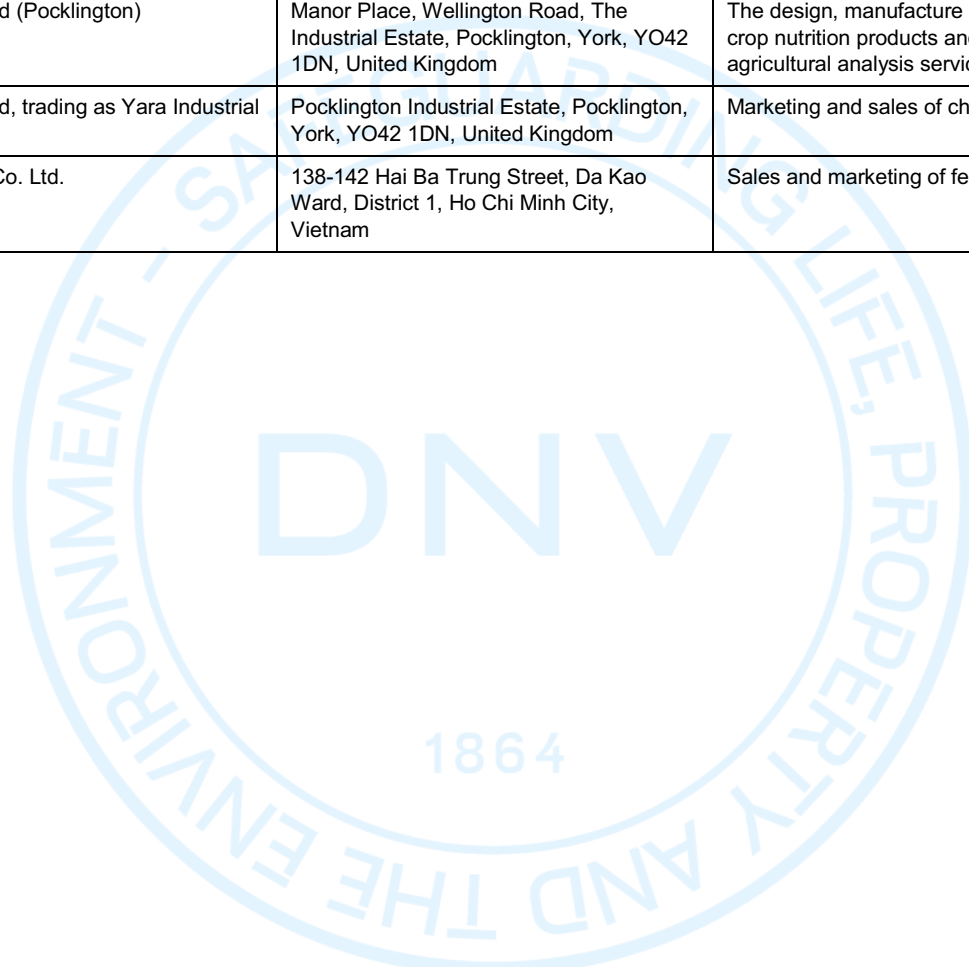 d (Pocklington)
Manor Place, Wellington Road, The
Industrial Estate, Pocklington, York, YO42
1DN, United Kingdom
The design, manufacture
crop nutrition products an
agricultural analysis servi
d, trading as Yara Industrial
Pocklington Industrial Estate, Pocklington,
York, YO42 1DN, United Kingdom
Marketing and sales of ch
Co. Ltd.
138-142 Hai Ba Trung Street, Da Kao
Ward, District 1, Ho Chi Minh City,
Vietnam
Sales and marketing of fe
SAFEGUARDING LIFE, PROPERTY AND THE ENVIRONMENT -
DNV
1864